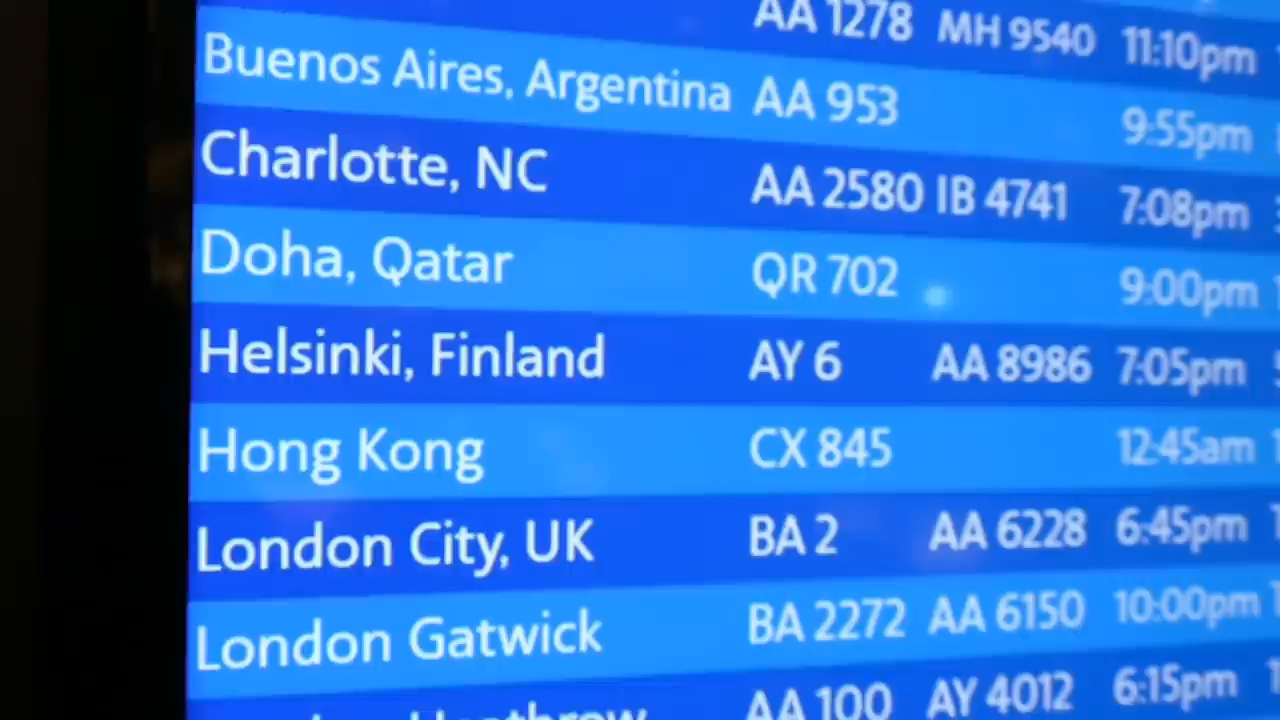 AA 1278 MH 9540 11:10pm
Buenos Aires, Argentina AA 953 9:55pm
Charlotte, NC AA 2580 IB 4741 7:08pm
Doha, Qatar QR 702 9:00pm
Helsinki, Finland AY 6 AA 8986 7:05pm
Hong Kong CX 845 12:45am
London City, UK BA 2 AA 6228 6:45pm
London Gatwick BA 2272 AA 6150 10:00pm
Heathrow AA 100 AY 4012 6:15pm